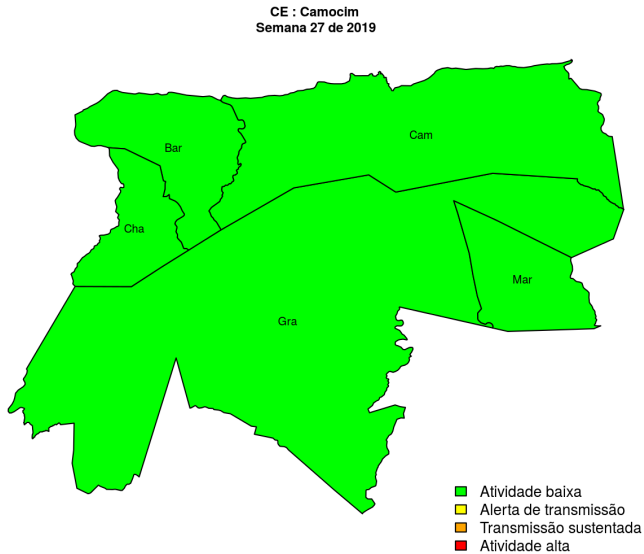 CE : Camocim
Semana 27 de 2019
Bar
Cam
Cha
Mar
Gra
Atividade baixa
Alerta de transmissão
Transmissão sustentada
Atividade alta